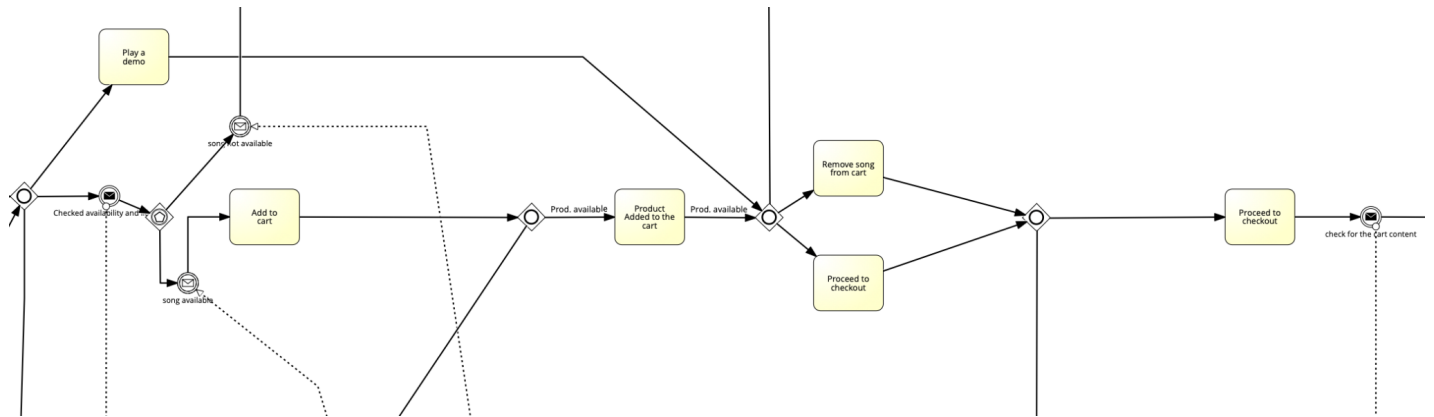 Play a
demo
song not available
Checked availability and
Add to
cart
song available
Prod. available
Product
Added to the
cart
Prod. available
Remove song
from cart
Proceed to
checkout
Proceed to
checkout
check for the cart content